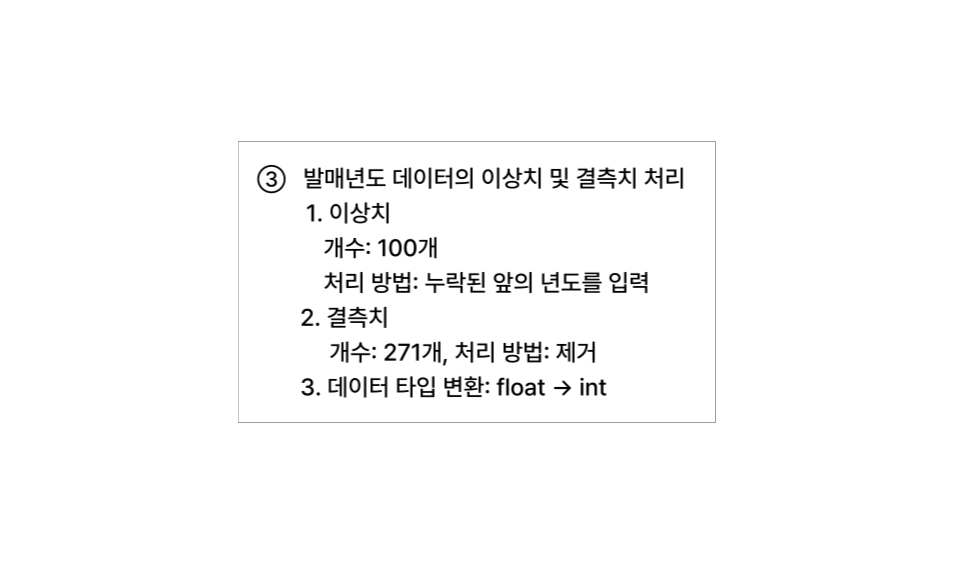 ③ 발매년도 데이터의 이상치 및 결측치 처리
1. 이상치
개수: 100개
처리 방법: 누락된 앞의 년도를 입력
2. 결측치
개수: 271개, 처리 방법: 제거
3. 데이터 타입 변환: float → int